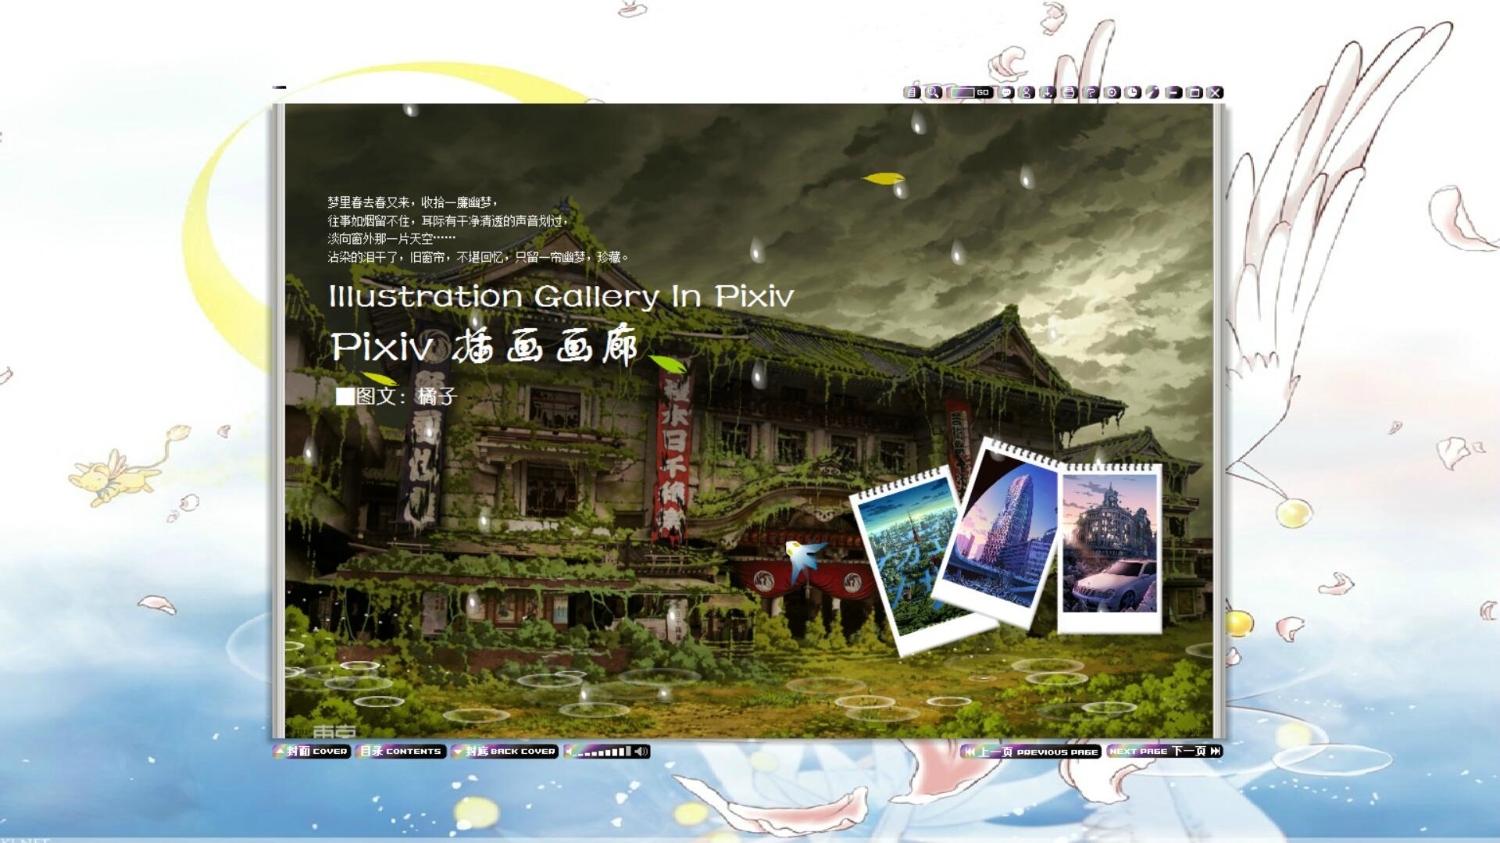 GO
梦里春去春又来，收拾一廉幽梦，
往事如烟留不住，耳际有干净清透的声音划过，
淡向窗外那一片天空……
沾染的泪干了，旧窗帘，不堪回忆，只留一帘幽梦，珍藏。
Illustration Gallery In Pixiv
Pixiv 插画画廊
■图文：橘子
東京
封面 COVER
目录 CONTENTS
封底 BACK COVER
上一页 PREVIOUS PAGE
NEXT PAGE 下一页